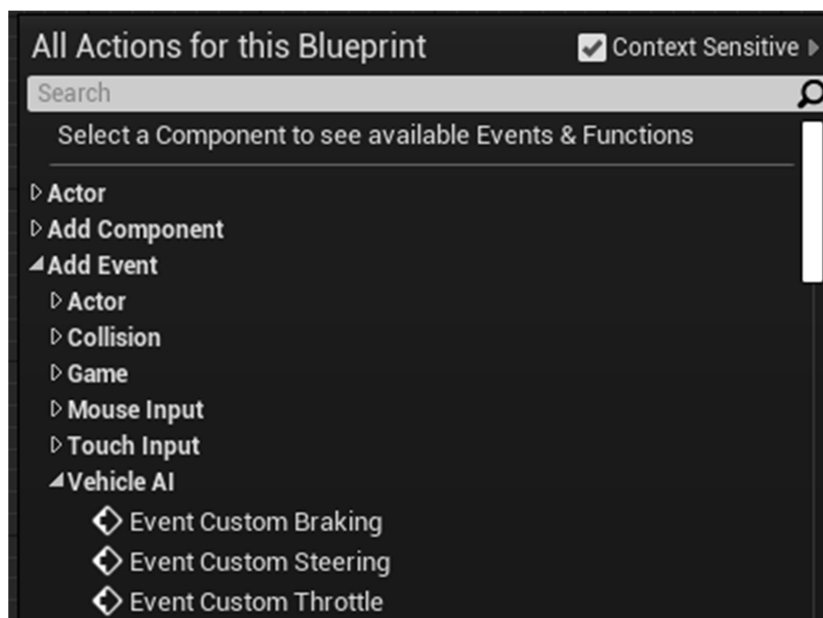 All Actions for this Blueprint Context Sensitive
Search
Select a Component to see available Events & Functions
Actor
Add Component
Add Event
Actor
Collision
Game
Mouse Input
Touch Input
Vehicle AI
Event Custom Braking
Event Custom Steering
Event Custom Throttle